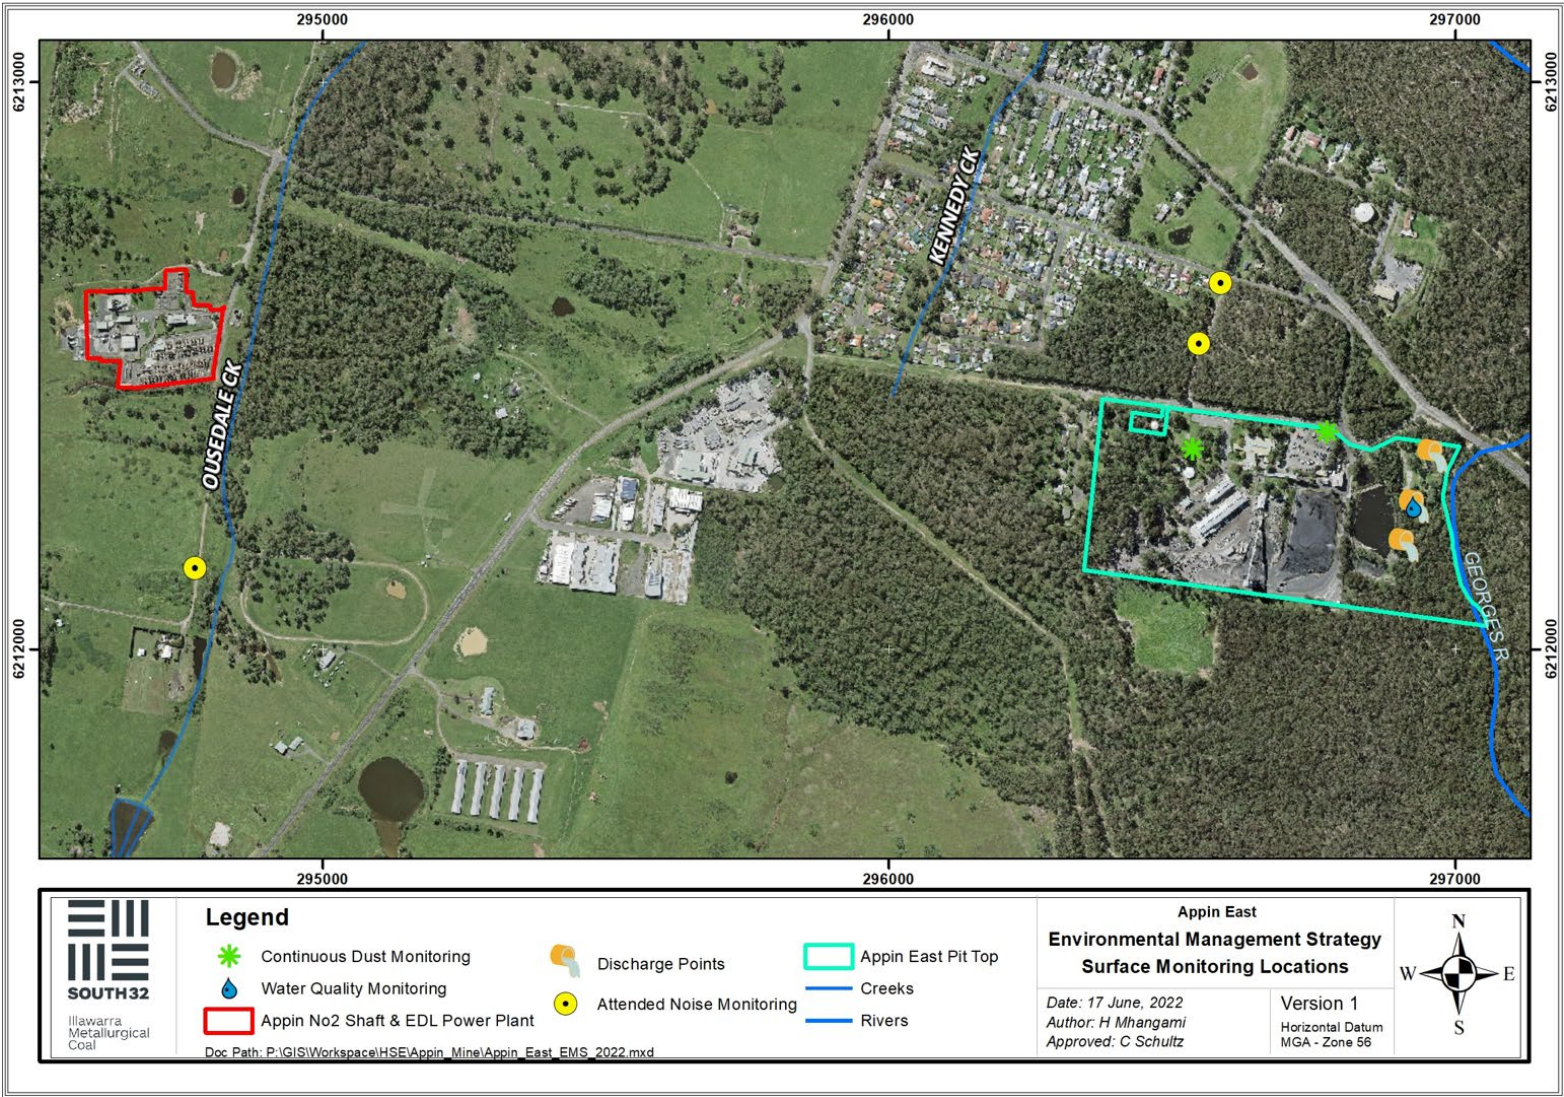 295000
296000
297000
6213000
6213000
KENNEDY CK
OUSEDALE CK
GEORGES R
6212000
6212000
295000
296000
297000
SOUTH32
Illawarra
Metallurgical
Coal
Legend
Continuous Dust Monitoring
Water Quality Monitoring
Appin No2 Shaft & EDL Power Plant
Discharge Points
Attended Noise Monitoring
Appin East Pit Top
Creeks
Rivers
Doc Path: P:\GIS\Workspace\HSE\Appin_Mine\Appin_East_EMS_2022.mxd
Appin East
Environmental Management Strategy
Surface Monitoring Locations
Date: 17 June, 2022
Author: H Mhangami
Approved: C Schultz
Version 1
Horizontal Datum
MGA - Zone 56
N
W
E
S